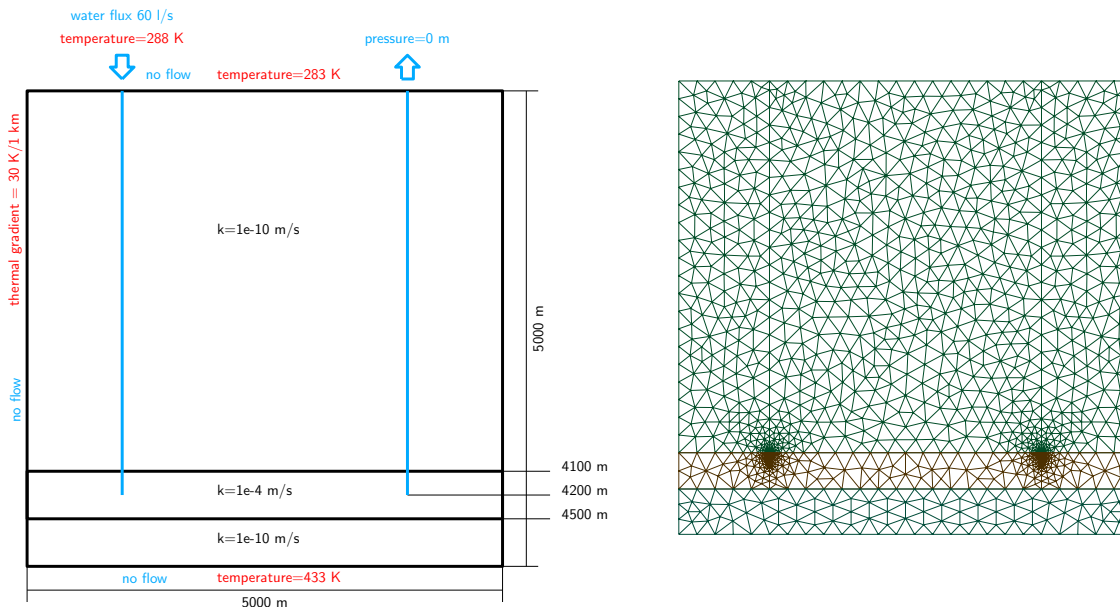 water flux 60 l/s
temperature=288 K
pressure=0 m
no flow
temperature=283 K
thermal gradient = 30 K/1 km
k=1e-10 m/s
5000 m
no flow
4100 m
k=1e-4 m/s
4200 m
4500 m
k=1e-10 m/s
no flow
temperature=433 K
5000 m